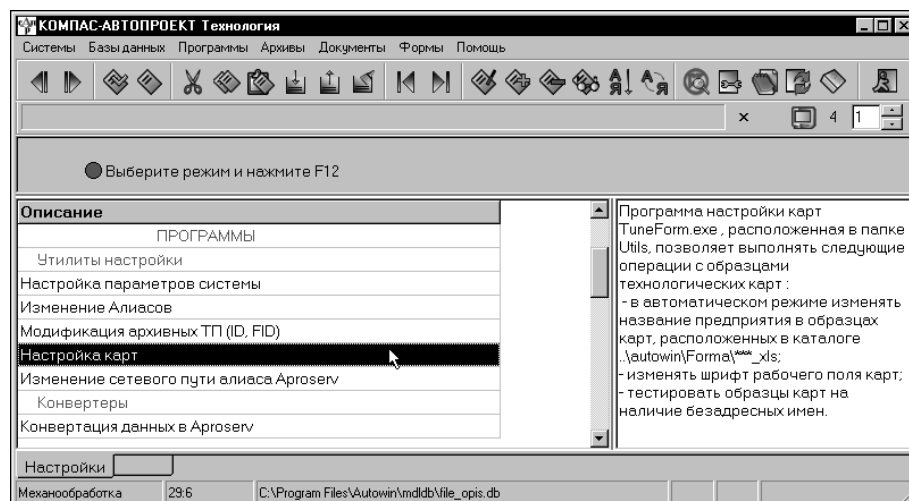 КОМПАС-АВТОПРОЕКТ Технология
Системы Базы данных Программы Архивы Документы Формы Помощь
4 1
Выберите режим и нажмите F12
Описание
ПРОГРАММЫ
Утилиты настройки
Настройка параметров системы
Изменение Алиасов
Модификация архивных ТП (ID, FID)
Настройка карт
Изменение сетевого пути алиаса Aproserv
Конвертеры
Конвертация данных в Aproserv
Программа настройки карт
TuneForm.exe , расположенная в папке
Utils, позволяет выполнять следующие
операции с образцами
технологических карт :
- в автоматическом режиме изменять
название предприятия в образцах
карт, расположенных в каталоге
..\autowin\Forma\***_xls;
- изменять шрифт рабочего поля карт;
- тестировать образцы карт на
наличие безадресных имен.
Настройки
Механообработка 29:6 C:\Program Files\Autowin\mdldb\file_opis.db